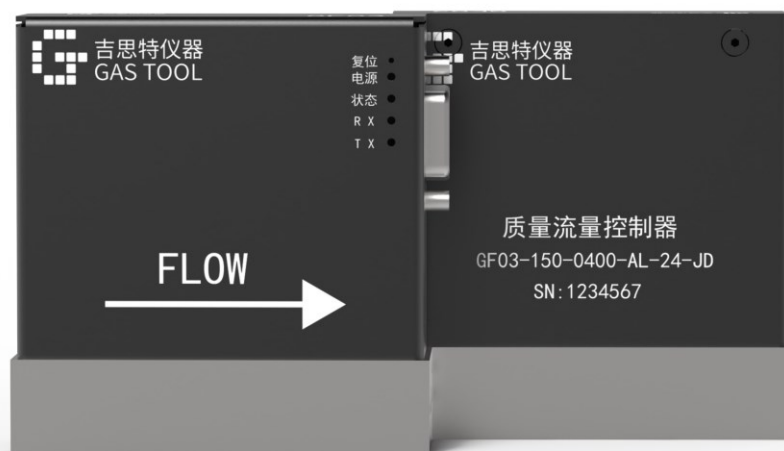 吉思特仪器
GAS TOOL
复位
电源
状态
R X
T X
FLOW
吉思特仪器
GAS TOOL
质量流量控制器
GF03-150-0400-AL-24-JD
SN:1234567